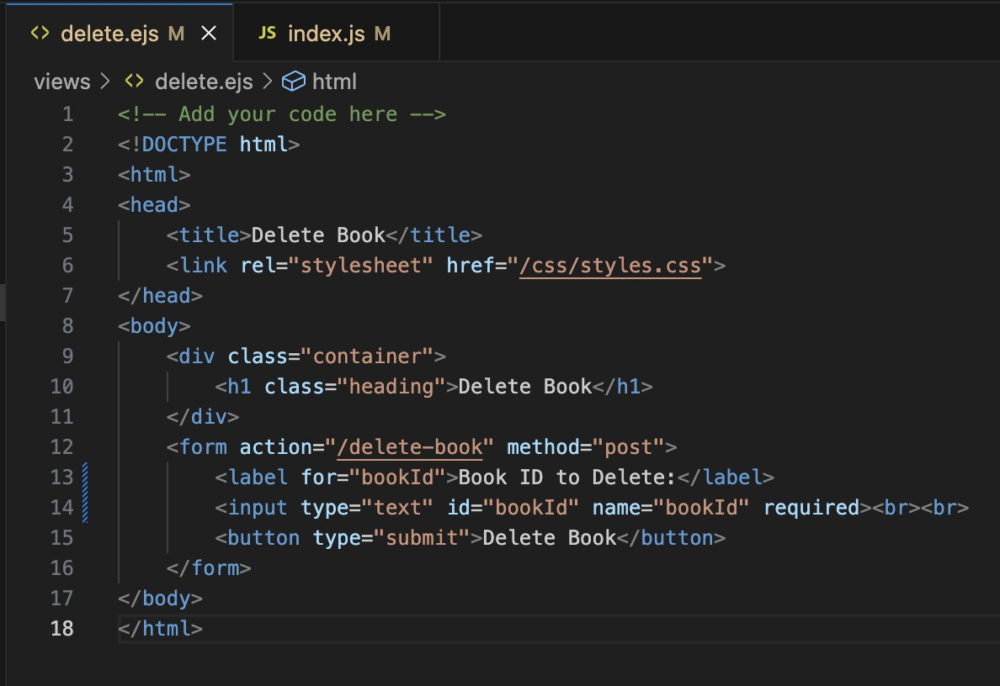 <> delete.ejs M × JS index.js M
views > <> delete.ejs > html
1 <!-- Add your code here -->
2 <!DOCTYPE html>
3 <html>
4 <head>
5     <title>Delete Book</title>
6     <link rel="stylesheet" href="/css/styles.css">
7 </head>
8 <body>
9     <div class="container">
10         <h1 class="heading">Delete Book</h1>
11     </div>
12     <form action="/delete-book" method="post">
13         <label for="bookId">Book ID to Delete:</label>
14         <input type="text" id="bookId" name="bookId" required><br><br>
15         <button type="submit">Delete Book</button>
16     </form>
17 </body>
18 </html>